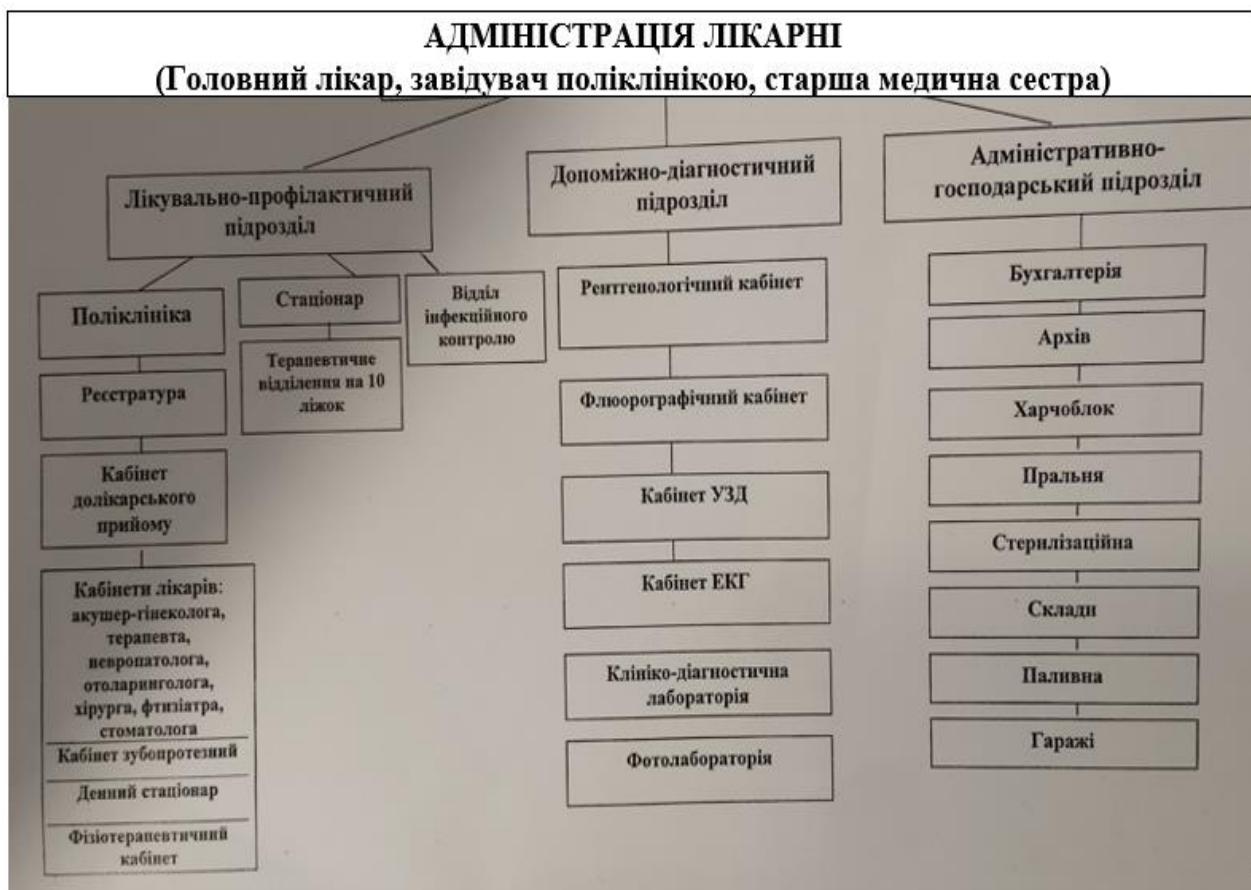 АДМІНІСТРАЦІЯ ЛІКАРНІ
(Головний лікар, завідувач поліклінікою, старша медична сестра)
Лікувально-профілактичний
підрозділ
Поліклініка
Реєстратура
Кабінет
долікарського
прийому
Кабінети лікарів:
акушер-гінеколога,
терапевта,
невропатолога,
отоларинголога,
хірурга, фтизіатра,
стоматолога
Кабінет зубопротезний
Денний стаціонар
Фізіотерапевтичний
кабінет
Стаціонар
Терапевтичне
відділення на 10
ліжок
Відділ
інфекційного
контролю
Допоміжно-діагностичний
підрозділ
Рентгенологічний кабінет
Флюорографічний кабінет
Кабінет УЗД
Кабінет ЕКГ
Клініко-діагностична
лабораторія
Фотолабораторія
Адміністративно-
господарський підрозділ
Бухгалтерія
Архів
Харчоблок
Пральня
Стерилізаційна
Склади
Паливна
Гаражі